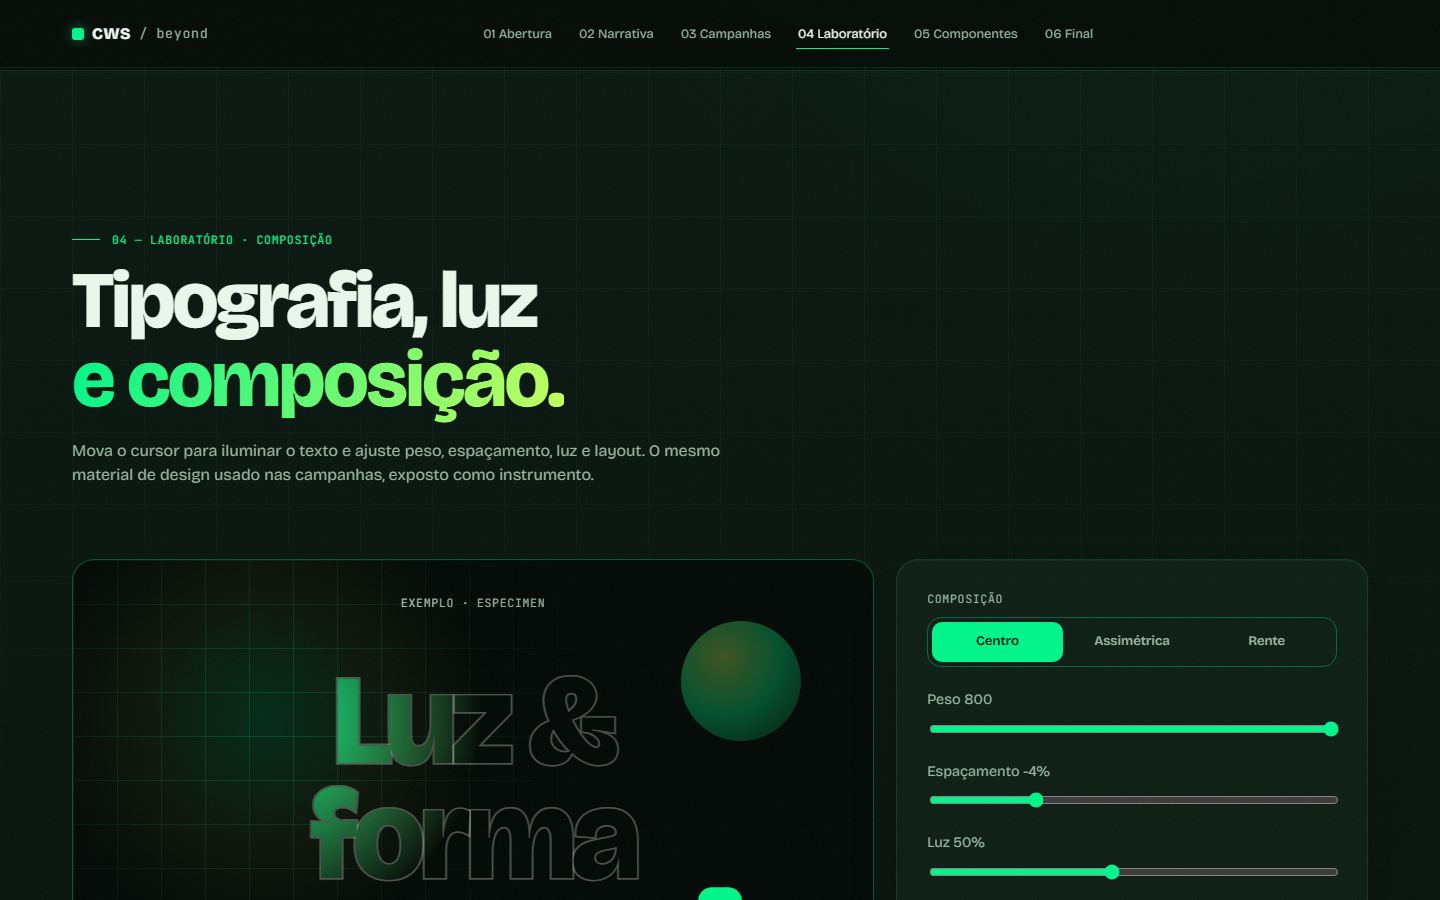 CWS / beyond
01 Abertura
02 Narrativa
03 Campanhas
04 Laboratório
05 Componentes
06 Final
04 — LABORATÓRIO · COMPOSIÇÃO
Tipografia, luz
e composição.
Mova o cursor para iluminar o texto e ajuste peso, espaçamento, luz e layout. O mesmo
material de design usado nas campanhas, exposto como instrumento.
EXEMPLO · ESPECIMEN
Luz &
forma
COMPOSIÇÃO
Centro
Assimétrica
Rente
Peso 800
Espaçamento -4%
Luz 50%